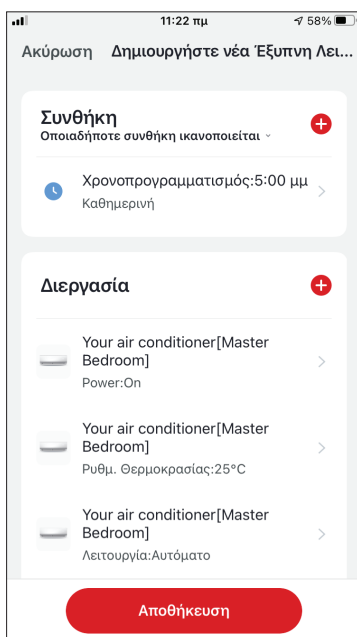 11:22 πμ
58%
Ακύρωση
Δημιουργήστε νέα Έξυπνη Λει...
Συνθήκη
Οποιαδήποτε συνθήκη ικανοποιείται
Χρονοπρογραμματισμός:5:00 μμ
Καθημερινή
Διεργασία
Your air conditioner[Master
Bedroom]
Power:On
Your air conditioner[Master
Bedroom]
Ρυθμ. Θερμοκρασίας:25°C
Your air conditioner[Master
Bedroom]
Λειτουργία:Αυτόματο
Αποθήκευση